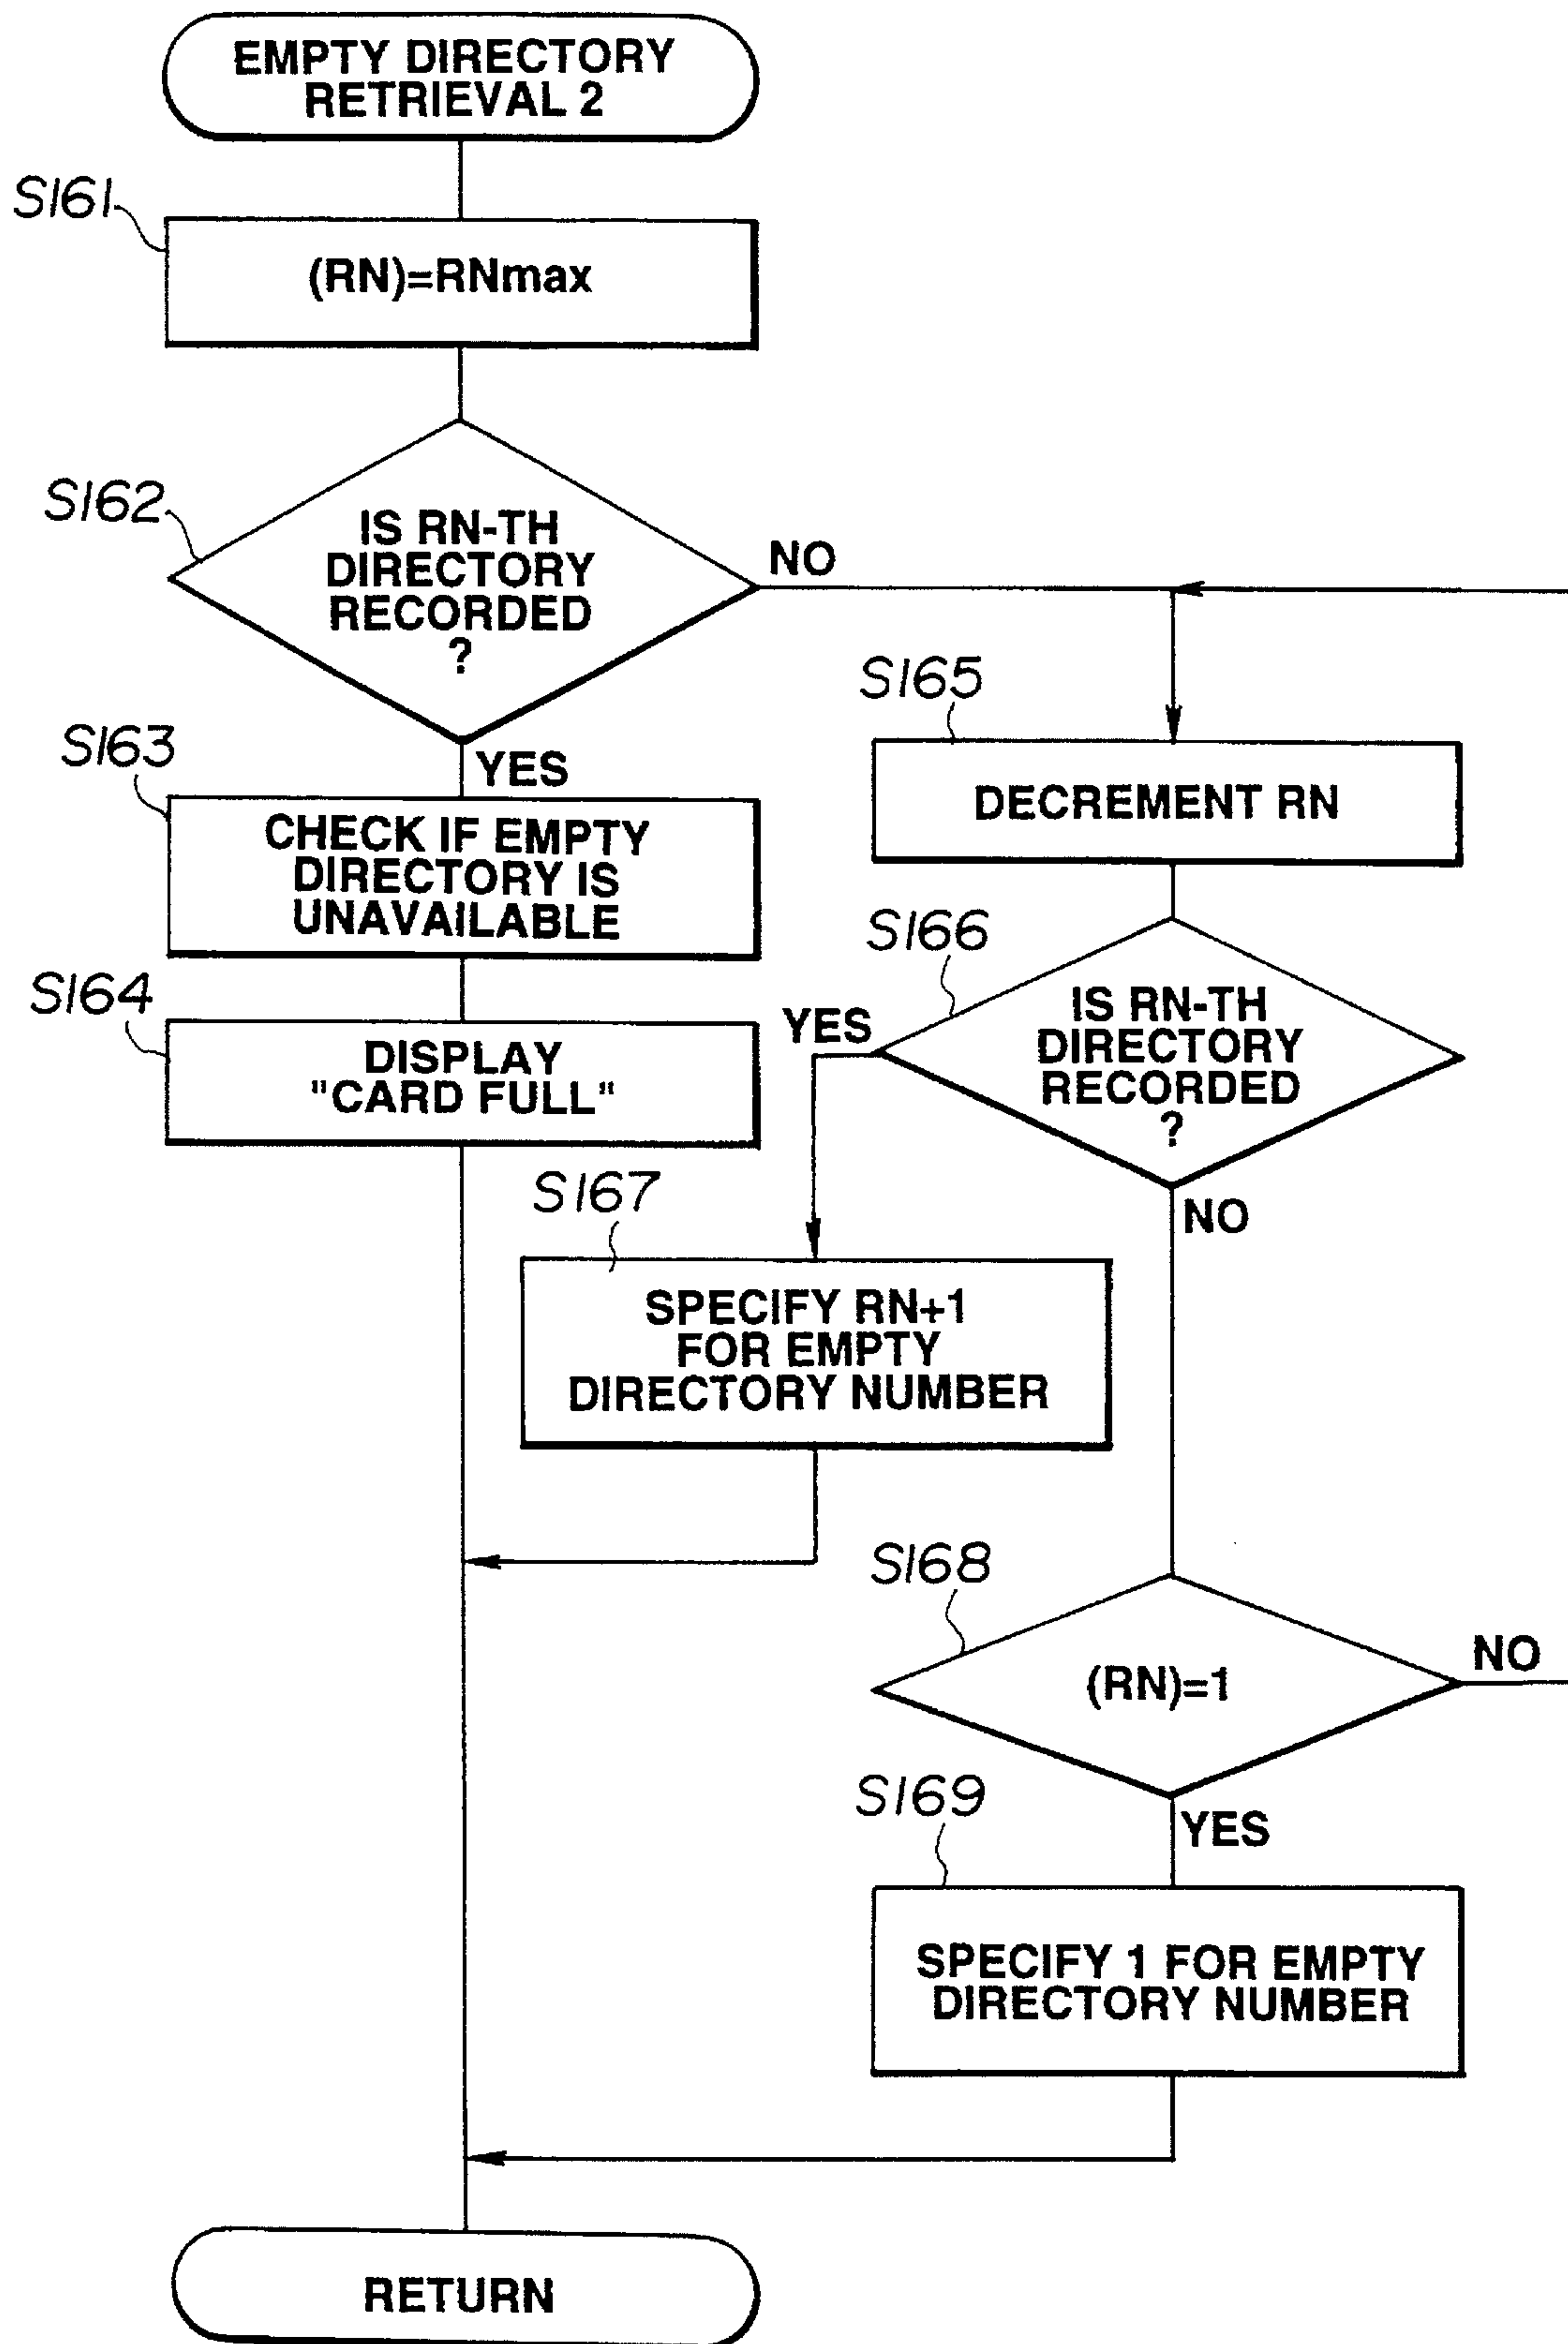 EMPTY DIRECTORY
RETRIEVAL 2
S161
(RN)=RNmax
S162
IS RN-TH
DIRECTORY
RECORDED
?
NO
YES
S163
CHECK IF EMPTY
DIRECTORY IS
UNAVAILABLE
S164
DISPLAY
"CARD FULL"
S165
DECREMENT RN
S166
IS RN-TH
DIRECTORY
RECORDED
?
YES
NO
S167
SPECIFY RN+1
FOR EMPTY
DIRECTORY NUMBER
S168
(RN)=1
NO
YES
S169
SPECIFY 1 FOR EMPTY
DIRECTORY NUMBER
RETURN